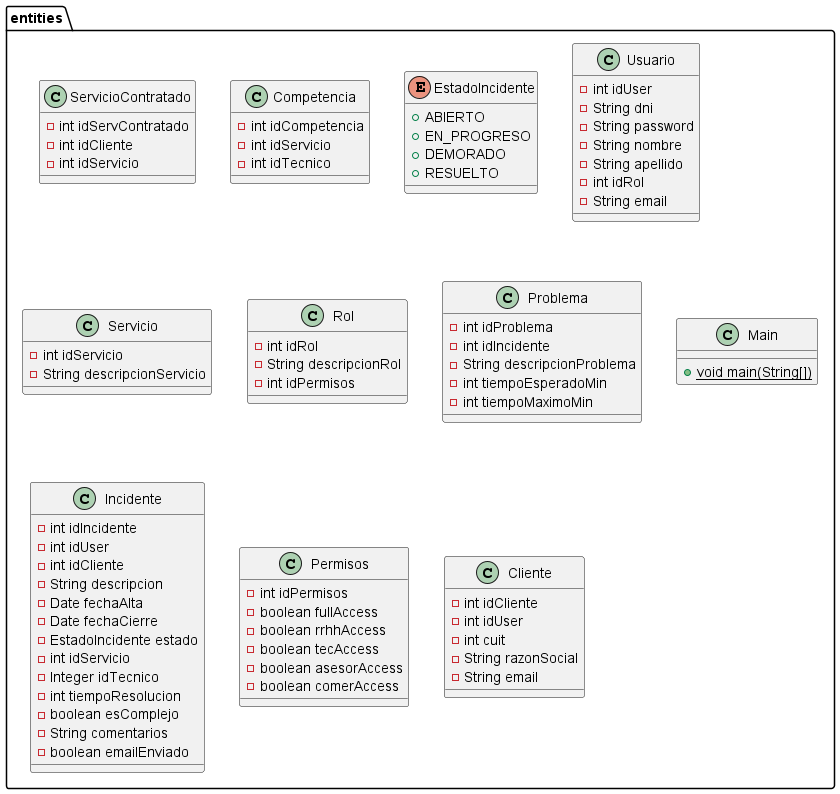 entities
C ServicioContratado
int idServContratado
int idCliente
int idServicio
C Competencia
int idCompetencia
int idServicio
int idTecnico
E EstadoIncidente
ABIERTO
EN_PROGRESO
DEMORADO
RESUELTO
C Usuario
int idUser
String dni
String password
String nombre
String apellido
int idRol
String email
C Servicio
int idServicio
String descripcionServicio
C Rol
int idRol
String descripcionRol
int idPermisos
C Problema
int idProblema
int idIncidente
String descripcionProblema
int tiempoEsperadoMin
int tiempoMaximoMin
C Main
void main(String[])
C Incidente
int idIncidente
int idUser
int idCliente
String descripcion
Date fechaAlta
Date fechaCierre
EstadoIncidente estado
int idServicio
Integer idTecnico
int tiempoResolucion
boolean esComplejo
String comentarios
boolean emailEnviado
C Permisos
int idPermisos
boolean fullAccess
boolean rrhhAccess
boolean tecAccess
boolean asesorAccess
boolean comerAccess
C Cliente
int idCliente
int idUser
int cuit
String razonSocial
String email